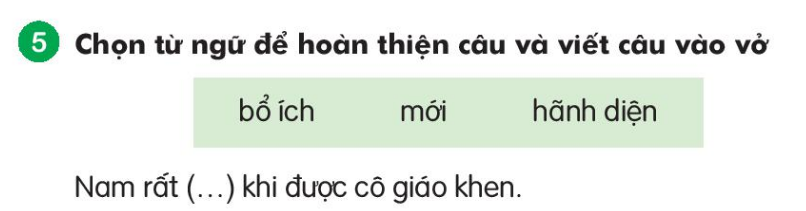 5 Chọn từ ngữ để hoàn thiện câu và viết câu vào vở
bổ ích mới hãnh diện
Nam rất (...) khi được cô giáo khen.